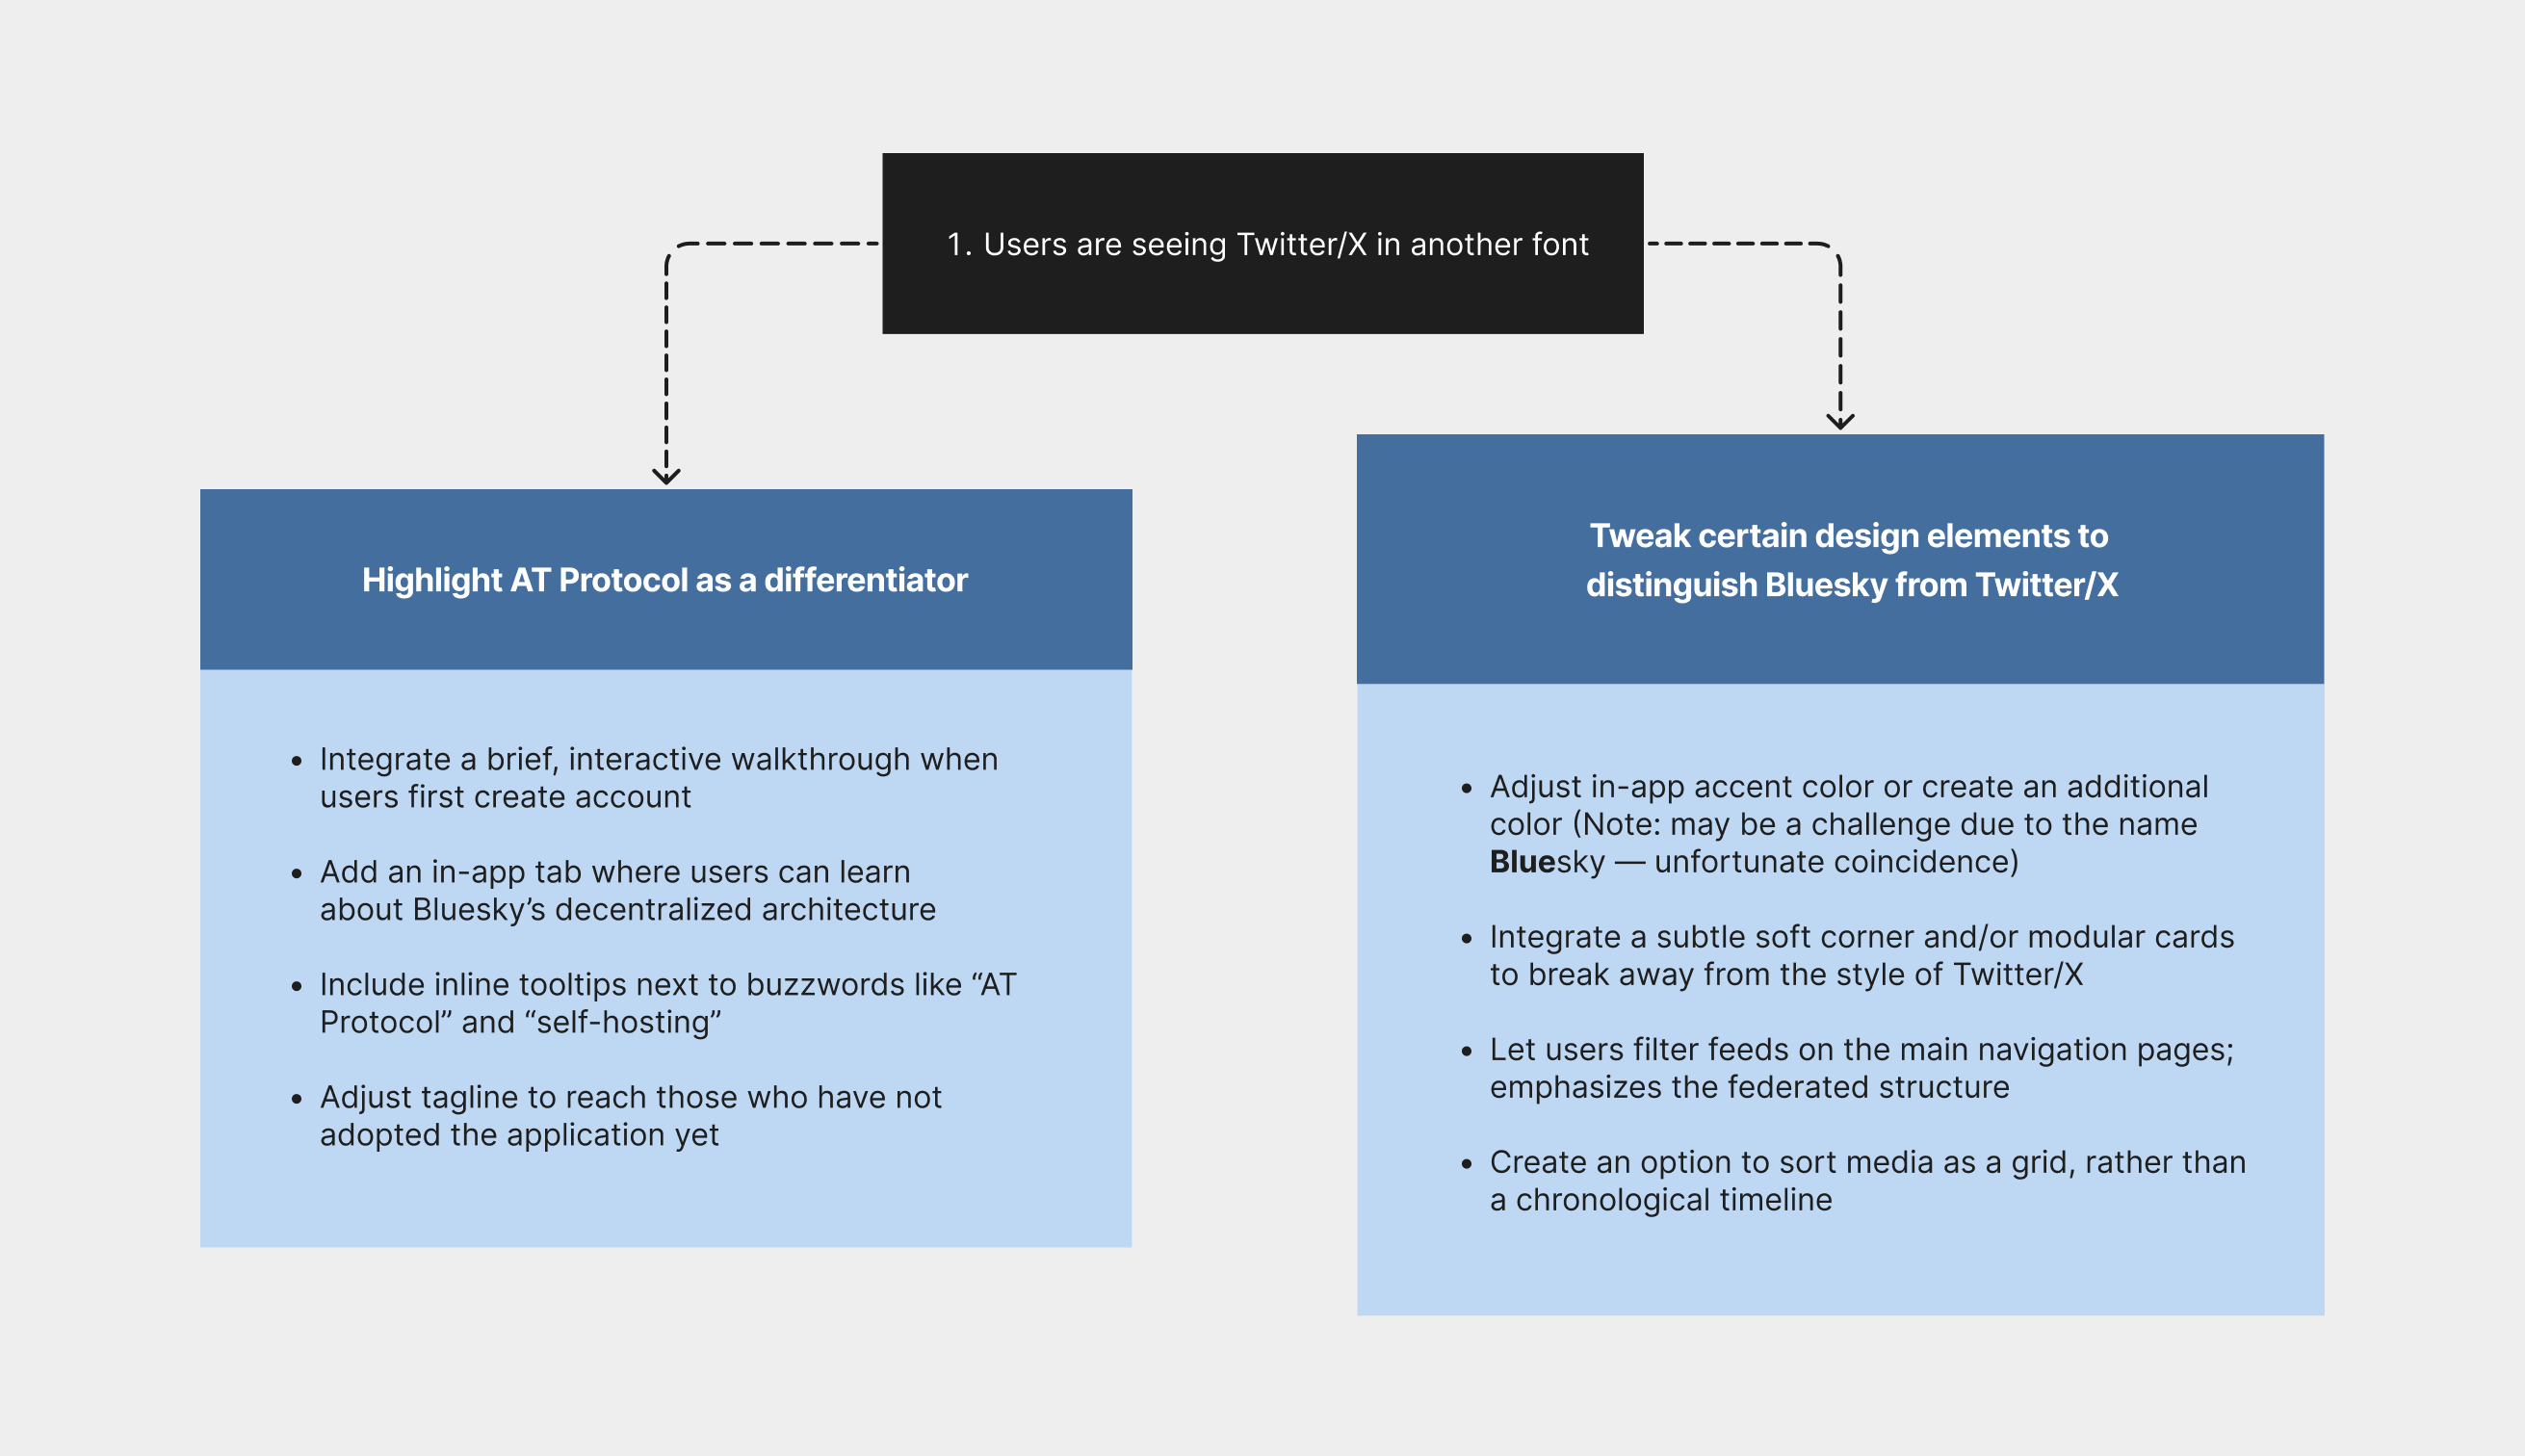 1. Users are seeing Twitter/X in another font
Highlight AT Protocol as a differentiator
• Integrate a brief, interactive walkthrough when
users first create account
• Add an in-app tab where users can learn
about Bluesky’s decentralized architecture
• Include inline tooltips next to buzzwords like “AT
Protocol” and “self-hosting”
• Adjust tagline to reach those who have not
adopted the application yet
Tweak certain design elements to
distinguish Bluesky from Twitter/X
• Adjust in-app accent color or create an additional
color (Note: may be a challenge due to the name
Bluesky — unfortunate coincidence)
• Integrate a subtle soft corner and/or modular cards
to break away from the style of Twitter/X
• Let users filter feeds on the main navigation pages;
emphasizes the federated structure
• Create an option to sort media as a grid, rather than
a chronological timeline